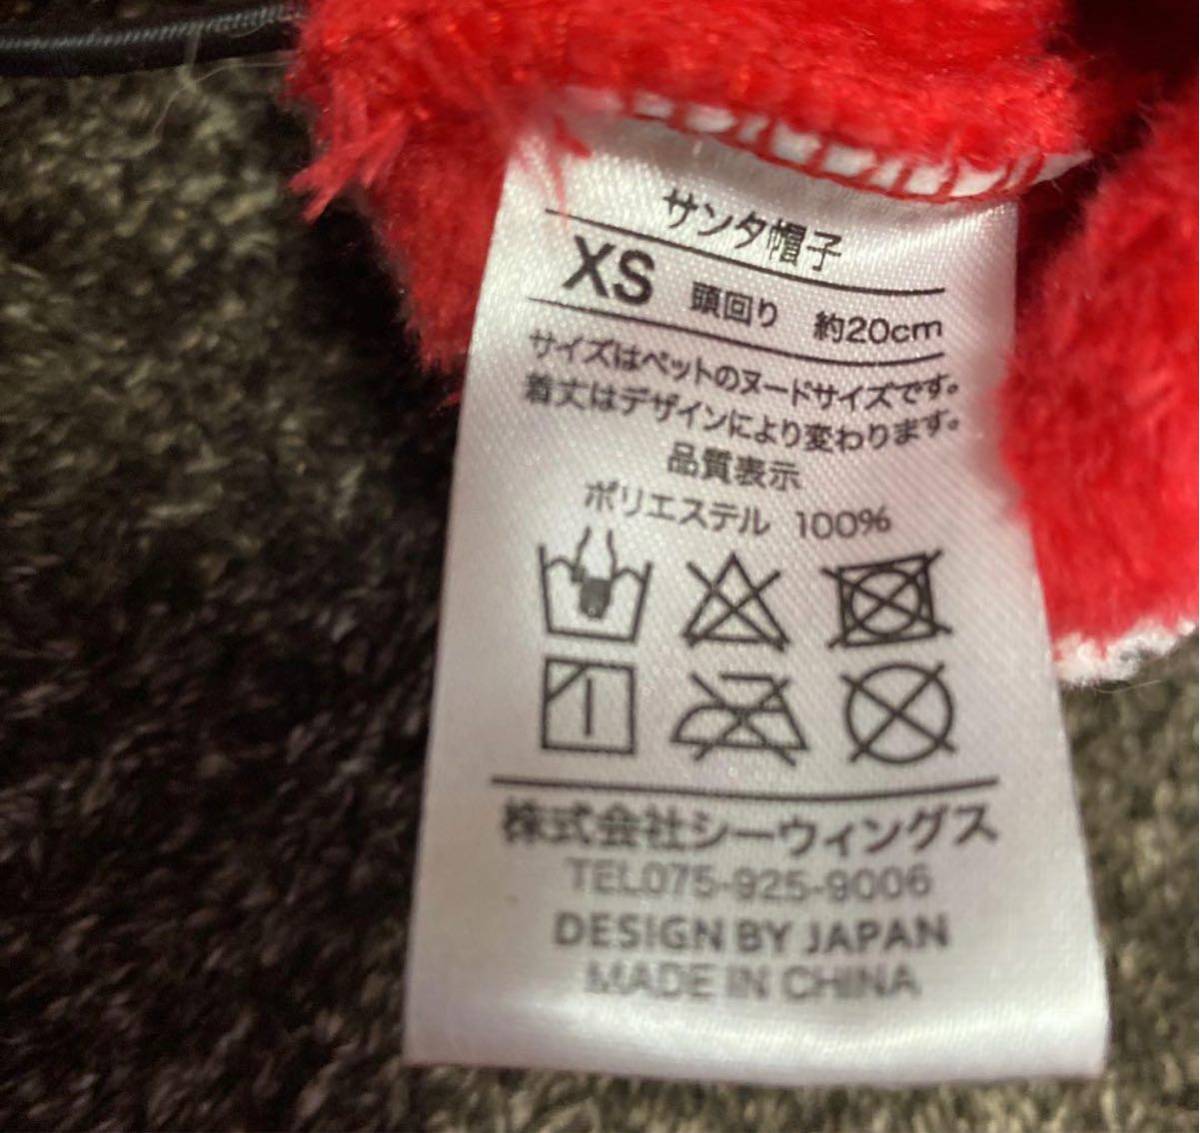 サンタ帽子
XS 頭回り 約20cm
サイズはペットのヌードサイズです。
着丈はデザインにより変わります。
品質表示
ポリエステル 100%
株式会社シーウィングス
TEL075-925-9006
DESIGN BY JAPAN
MADE IN CHINA